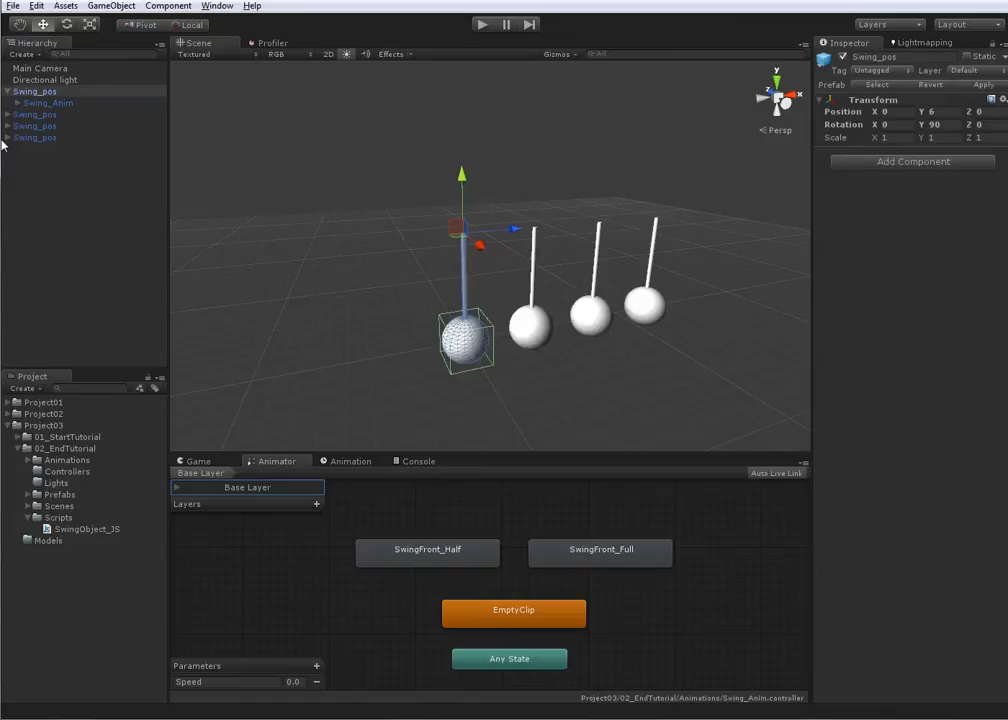 File Edit Assets GameObject Component Window Help
Pivot Local Layers Layout
Hierarchy
Create All
Main Camera
Directional light
Swing_pos
Swing_Anim
Swing_pos
Swing_pos
Swing_pos
Scene Profiler
Textured RGB 2D Effects Gizmos All
y
x
z
Persp
Inspector Lightmapping
Swing_pos Static
Tag Untagged Layer Default
Prefab Select Revert Apply
Transform
Position X 0 Y 6 Z 0
Rotation X 0 Y 90 Z 0
Scale X 1 Y 1 Z 1
Add Component
Project
Create
Project01
Project02
Project03
01_StartTutorial
02_EndTutorial
Animations
Controllers
Lights
Prefabs
Scenes
Scripts
SwingObject_JS
Models
Game Animator Animation Console
Base Layer Auto Live Link
Base Layer
Layers +
SwingFront_Half SwingFront_Full
EmptyClip
Any State
Parameters +
Speed 0.0 −
Project03/02_EndTutorial/Animations/Swing_Anim.controller